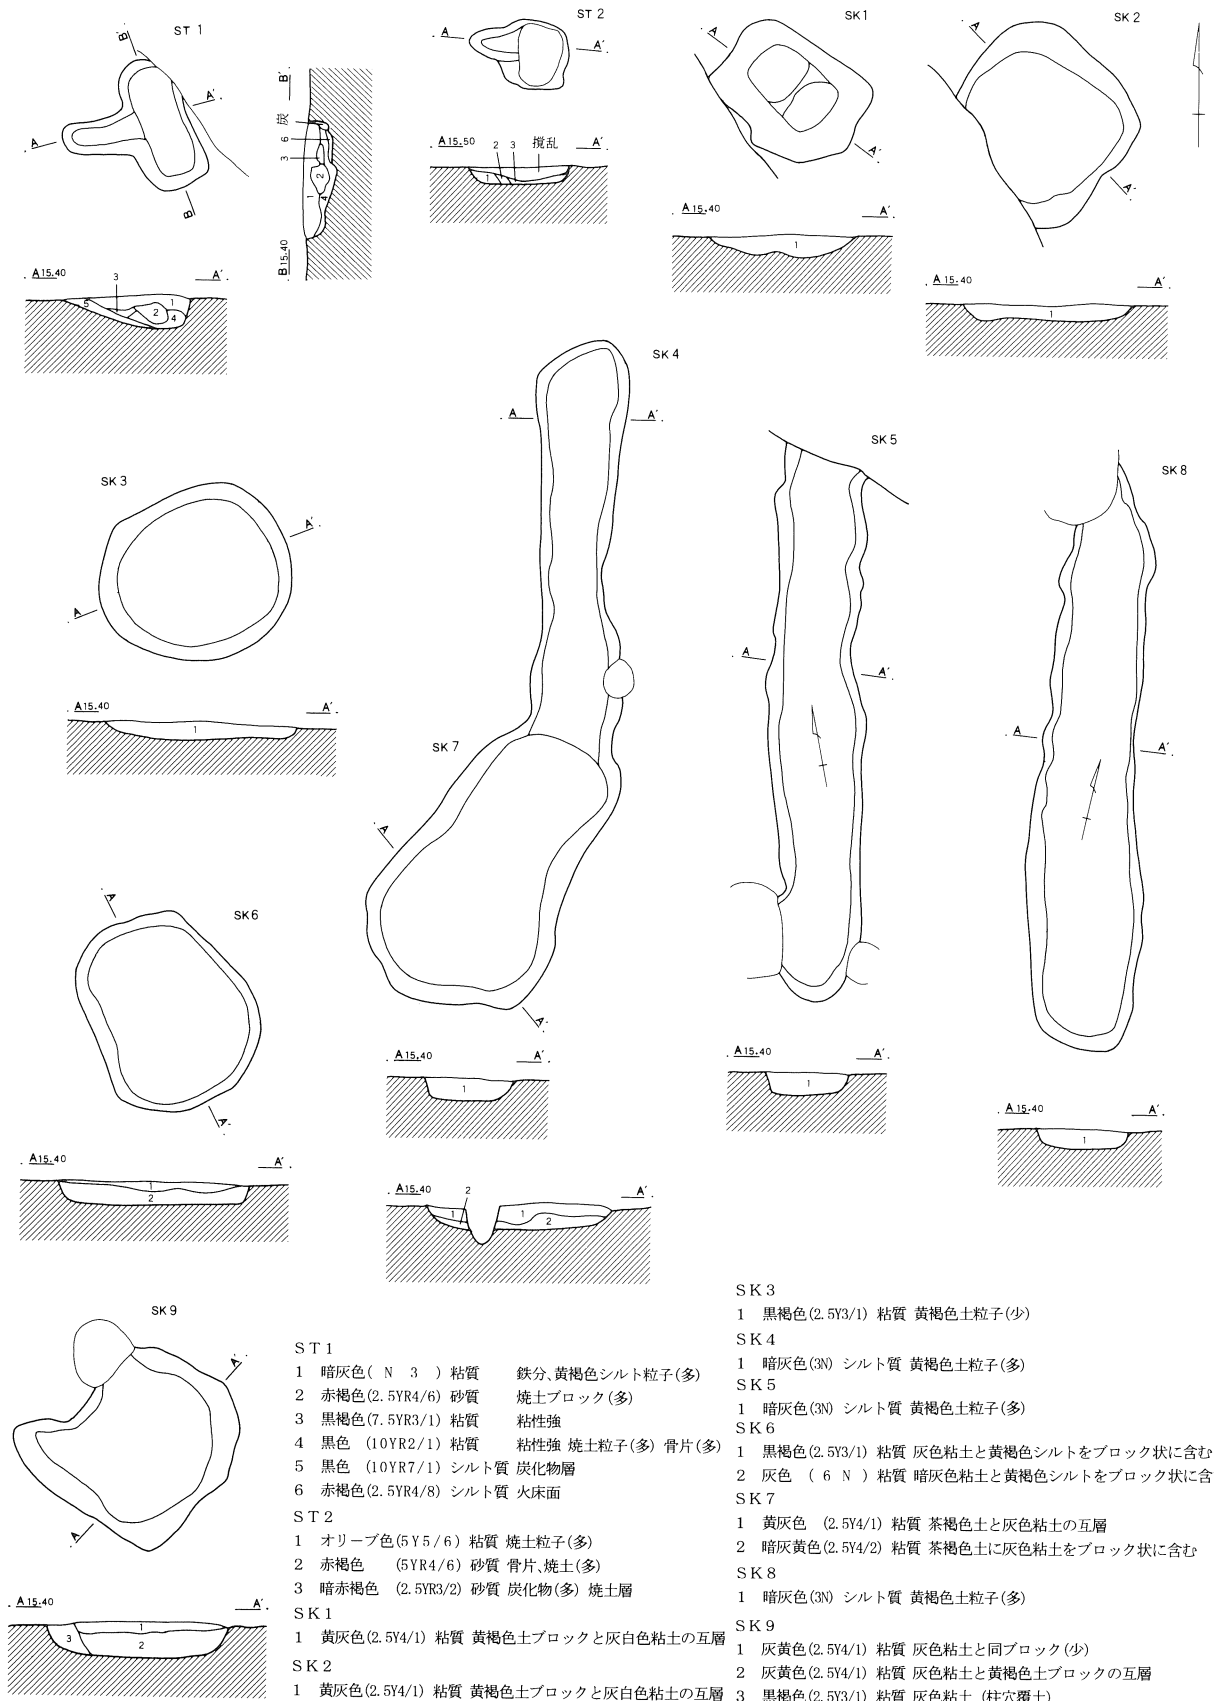 ST 1
B'
A'
A
B
B'
炭
6
3
2
1
4
B15.40
A15.40
A'
3
5
2
1
4
ST 2
A
A'
A15.50
2
3
撹乱
A'
1
SK 1
A
A'
A15.40
A'
1
SK 2
A
A'
A15.40
A'
1
SK 3
A'
A
A15.40
A'
1
SK 4
A
A'
SK 7
A
A'
A15.40
A'
1
A15.40
2
A'
1
1
2
SK 5
A
A'
A15.40
A'
1
SK 8
A
A'
A15.40
A'
1
SK 6
A
A'
A15.40
A'
1
2
SK 9
A'
A
A15.40
A'
1
3
2
ST1
1 暗灰色( N 3 ) 粘質 鉄分、黄褐色シルト粒子(多)
2 赤褐色(2.5YR4/6) 砂質 焼土ブロック(多)
3 黒褐色(7.5YR3/1) 粘質 粘性強
4 黒色 (10YR2/1) 粘質 粘性強 焼土粒子(多) 骨片(多)
5 黒色 (10YR7/1) シルト質 炭化物層
6 赤褐色(2.5YR4/8) シルト質 火床面
ST2
1 オリーブ色(5Y5/6) 粘質 焼土粒子(多)
2 赤褐色 (5YR4/6) 砂質 骨片、焼土(多)
3 暗赤褐色 (2.5YR3/2) 砂質 炭化物(多) 焼土層
SK1
1 黄灰色(2.5Y4/1) 粘質 黄褐色土ブロックと灰白色粘土の互層
SK2
1 黄灰色(2.5Y4/1) 粘質 黄褐色土ブロックと灰白色粘土の互層
SK3
1 黒褐色(2.5Y3/1) 粘質 黄褐色土粒子(少)
SK4
1 暗灰色(3N) シルト質 黄褐色土粒子(多)
SK5
1 暗灰色(3N) シルト質 黄褐色土粒子(多)
SK6
1 黒褐色(2.5Y3/1) 粘質 灰色粘土と黄褐色シルトをブロック状に含む
2 灰色 ( 6 N ) 粘質 暗灰色粘土と黄褐色シルトをブロック状に含
SK7
1 黄灰色 (2.5Y4/1) 粘質 茶褐色土と灰色粘土の互層
2 暗灰黄色(2.5Y4/2) 粘質 茶褐色土に灰色粘土をブロック状に含む
SK8
1 暗灰色(3N) シルト質 黄褐色土粒子(多)
SK9
1 灰黄色(2.5Y4/1) 粘質 灰色粘土と同ブロック(少)
2 灰黄色(2.5Y4/1) 粘質 灰色粘土と黄褐色土ブロックの互層
3 黒褐色(2.5Y3/1) 粘質 灰色粘土 (柱穴覆土)